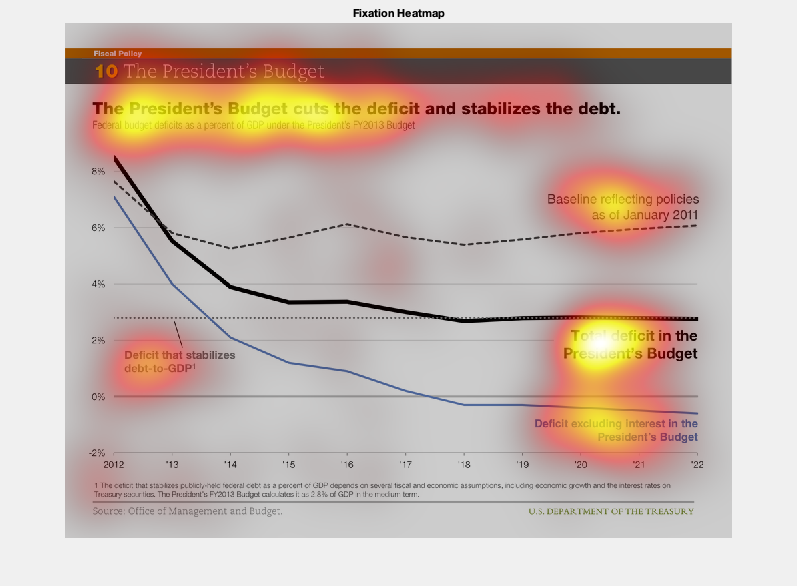 Fixation Heatmap
Fiscal Policy
10 The President's Budget
The President's Budget cuts the deficit and stabilizes the debt.
Federal budget deficits as a percent of GDP under the President's FY2013 Budget
8%
Baseline reflecting policies
as of January 2011
6%
4%
Total deficit in the
President's Budget
2%
Deficit that stabilizes
debt-to-GDP¹
0%
Deficit excluding interest in the
President's Budget
-2%
2012 '13 '14 '15 '16 '17 '18 '19 '20 '21 '22
1 The deficit that stabilizes publicly-held federal debt as a percent of GDP depends on several fiscal and economic assumptions, including economic growth and the interest rates on
Treasury securities. The President's FY2013 Budget calculates it as 2.8% of GDP in the medium term.
Source: Office of Management and Budget.
U.S. DEPARTMENT OF THE TREASURY